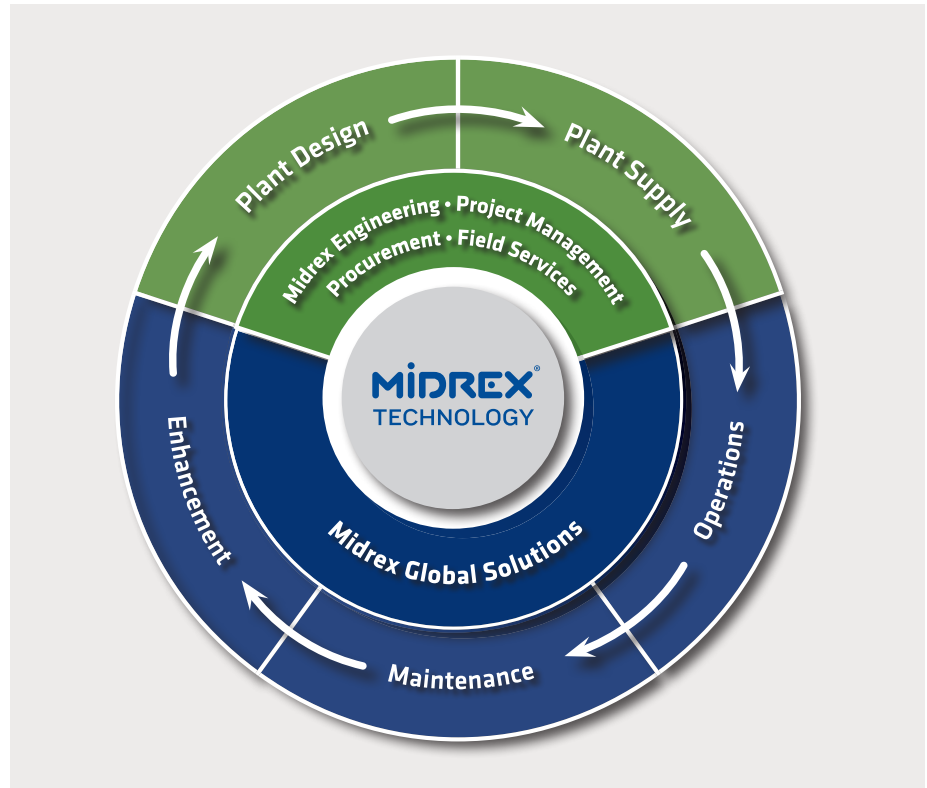 Plant Design
Plant Supply
Midrex Engineering • Project Management
Procurement • Field Services
MiDREX®
TECHNOLOGY
Enhancement
Operations
Midrex Global Solutions
Maintenance